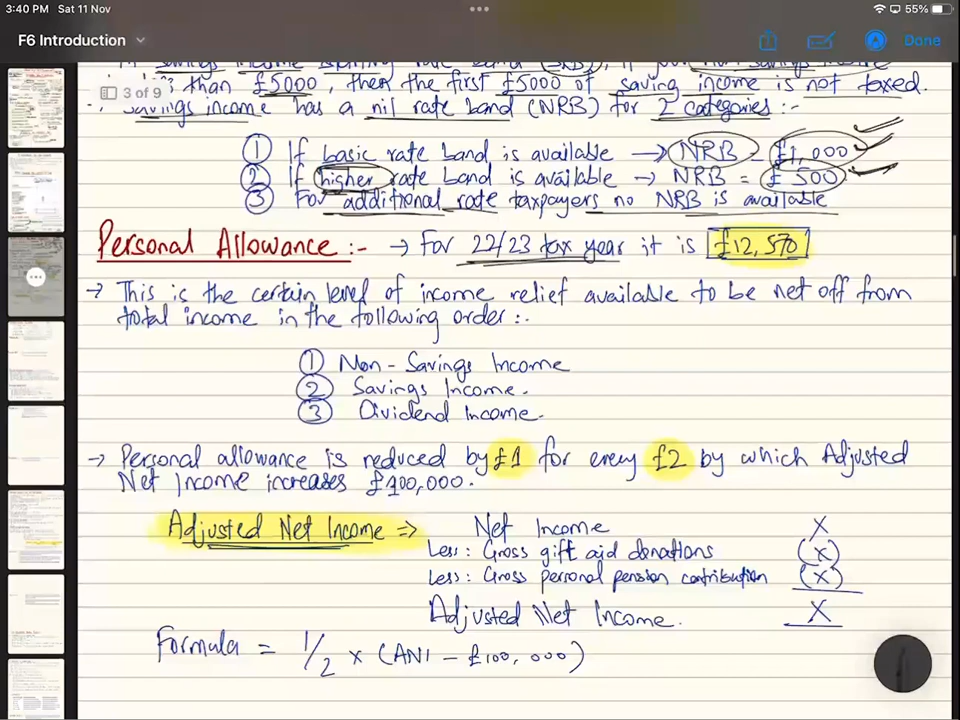 3:40 PM Sat 11 Nov
55%
F6 Introduction
Done
3 of 9
than £5000, then the first £5000 of saving income is not taxed.
Savings income has a nil rate band (NRB) for 2 categories :-
① If basic rate band is available → NRB = £1,000
② If higher rate band is available → NRB = £500
③ For additional rate taxpayers no NRB is available
Personal Allowance :- → For 22/23 tax year it is £12,570
→ This is the certain level of income relief available to be net off from
total income in the following order :-
① Non-Savings Income
② Savings Income.
③ Dividend Income.
→ Personal allowance is reduced by £1 for every £2 by which Adjusted
Net Income increases £100,000.
Adjusted Net Income => Net Income X
Less: Gross gift aid donations (X)
Less: Gross personal pension contribution (X)
Adjusted Net Income. X
Formula = 1/2 x (ANI - £100,000)